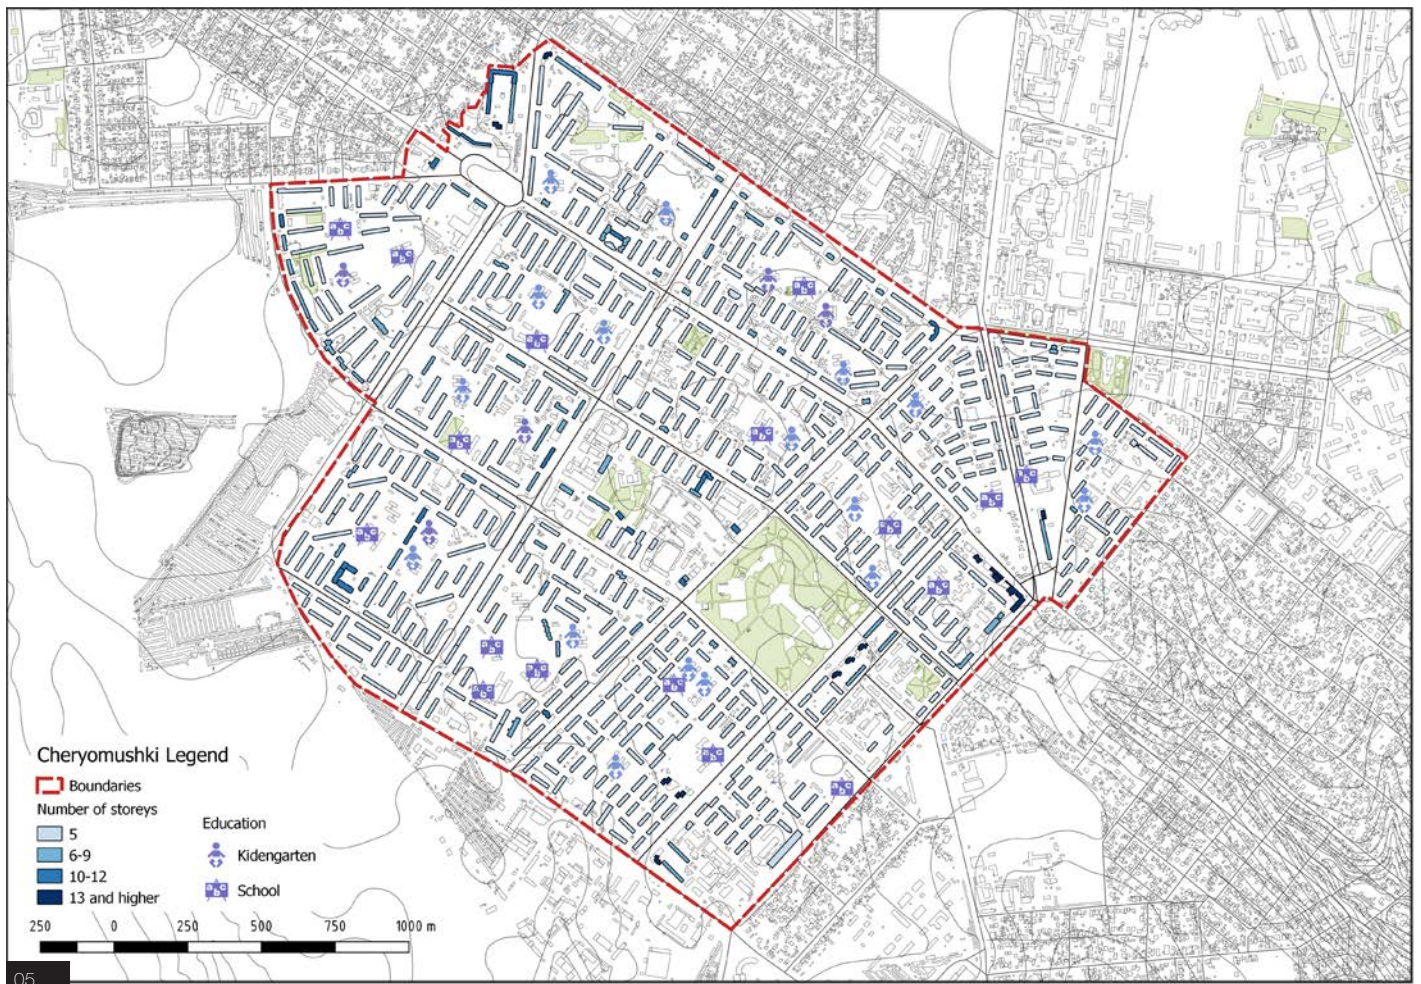 Cheryomushki Legend
Boundaries
Number of storeys
5
6-9
10-12
13 and higher
Education
Kidengarten
abc School
250 0 250 500 750 1000 m
05